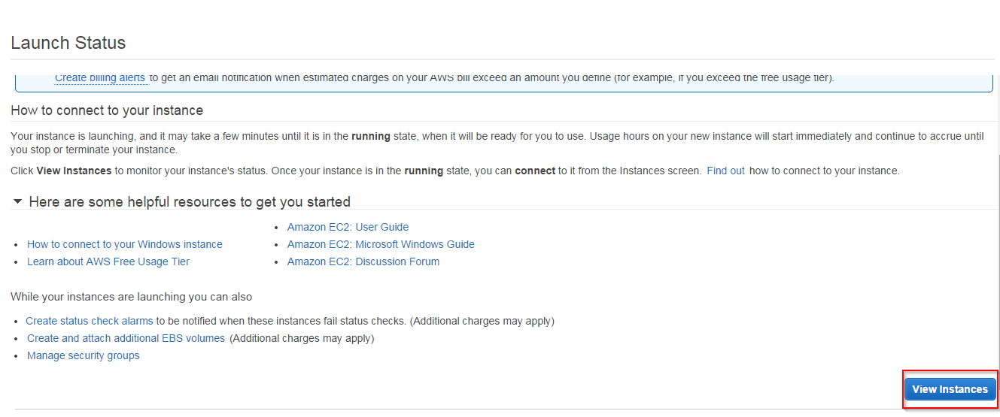 Launch Status
Create billing alerts to get an email notification when estimated charges on your AWS bill exceed an amount you define (for example, if you exceed the free usage tier).
How to connect to your instance
Your instance is launching, and it may take a few minutes until it is in the running state, when it will be ready for you to use. Usage hours on your new instance will start immediately and continue to accrue until
you stop or terminate your instance.
Click View Instances to monitor your instance's status. Once your instance is in the running state, you can connect to it from the Instances screen. Find out how to connect to your instance.
Here are some helpful resources to get you started
• How to connect to your Windows instance
• Learn about AWS Free Usage Tier
• Amazon EC2: User Guide
• Amazon EC2: Microsoft Windows Guide
• Amazon EC2: Discussion Forum
While your instances are launching you can also
• Create status check alarms to be notified when these instances fail status checks. (Additional charges may apply)
• Create and attach additional EBS volumes (Additional charges may apply)
• Manage security groups
View Instances